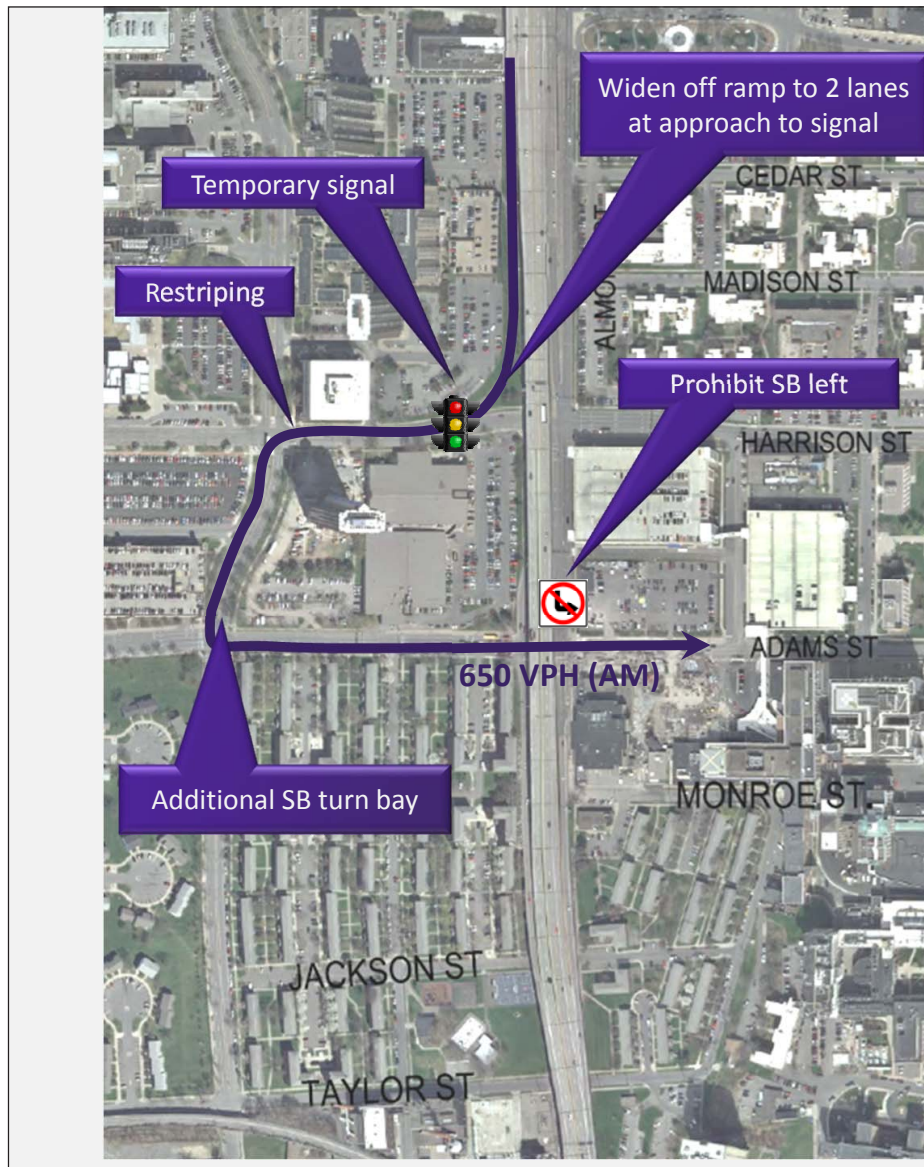 Widen off ramp to 2 lanes
at approach to signal
CEDAR ST
Temporary signal
MADISON ST
Restriping
Prohibit SB left
HARRISON ST
ADAMS ST
650 VPH (AM)
Additional SB turn bay
MONROE ST.
JACKSON ST
TAYLOR ST